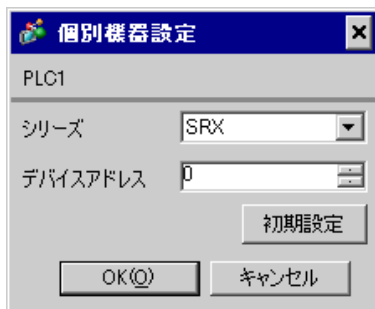 個別機器設定
PLC1
シリーズ SRX
デバイスアドレス 0
初期設定
OK(O) キャンセル